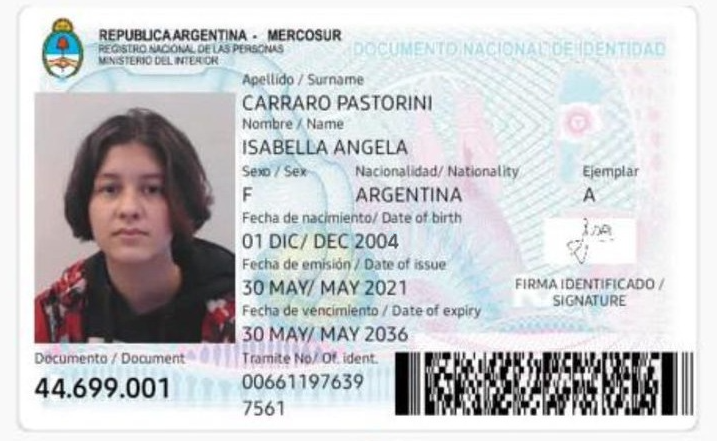 REPUBLICA ARGENTINA - MERCOSUR
REGISTRO NACIONAL DE LAS PERSONAS
MINISTERIO DEL INTERIOR
DOCUMENTO NACIONAL DE IDENTIDAD
Apellido / Surname
CARRARO PASTORINI
Nombre / Name
ISABELLA ANGELA
Sexo / Sex Nacionalidad/ Nationality Ejemplar
F ARGENTINA A
Fecha de nacimiento/ Date of birth
01 DIC/ DEC 2004
Fecha de emisión / Date of issue
30 MAY/ MAY 2021
Fecha de vencimiento / Date of expiry
30 MAY/ MAY 2036
FIRMA IDENTIFICADO /
SIGNATURE
Documento / Document
44.699.001
Tramite No/ Of. ident.
00661197639
7561